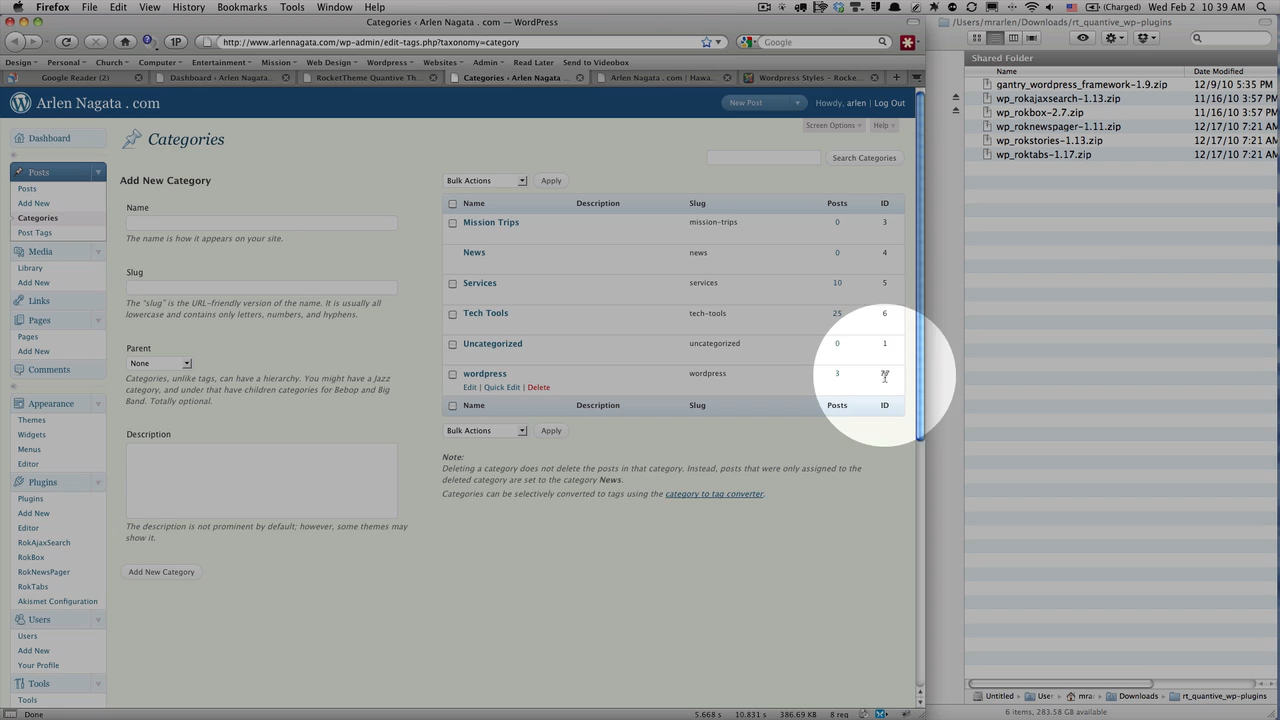 Firefox File Edit View History Bookmarks Tools Window Help
Wed Feb 2 10:39 AM
Categories ‹ Arlen Nagata . com — WordPress
/Users/mrarlen/Downloads/rt_quantive_wp-plugins
1P
http://www.arlennagata.com/wp-admin/edit-tags.php?taxonomy=category
Google
Design Personal Church Computer Entertainment Mission Web Design Wordpress Websites Admin To Read Later Send to Videobox
Google Reader (2)
Dashboard ‹ Arlen Nagata...
RocketTheme Quantive Th...
Categories ‹ Arlen Nagata ...
Arlen Nagata . com | Hawa...
Wordpress Styles – Rocke...
Shared Folder
Name Date Modified
gantry_wordpress_framework-1.9.zip 12/9/10 5:35 PM
wp_rokajaxsearch-1.13.zip 11/16/10 3:57 PM
wp_rokbox-2.7.zip 11/16/10 3:57 PM
wp_roknewspager-1.11.zip 12/17/10 7:21 AM
wp_rokstories-1.13.zip 12/17/10 7:21 AM
wp_roktabs-1.17.zip 12/17/10 7:21 AM
Arlen Nagata . com
New Post
Howdy, arlen | Log Out
Screen Options
Help
Dashboard
Posts
Posts
Add New
Categories
Post Tags
Media
Library
Add New
Links
Pages
Pages
Add New
Comments
Appearance
Themes
Widgets
Menus
Editor
Plugins
Plugins
Add New
Editor
RokAjaxSearch
RokBox
RokNewsPager
RokTabs
Akismet Configuration
Users
Users
Add New
Your Profile
Tools
Tools
Categories
Search Categories
Add New Category
Name
The name is how it appears on your site.
Slug
The “slug” is the URL-friendly version of the name. It is usually all
lowercase and contains only letters, numbers, and hyphens.
Parent
None
Categories, unlike tags, can have a hierarchy. You might have a Jazz
category, and under that have children categories for Bebop and Big
Band. Totally optional.
Description
The description is not prominent by default; however, some themes may
show it.
Add New Category
Bulk Actions Apply
Name Description Slug Posts ID
Mission Trips mission-trips 0 3
News news 0 4
Services services 10 5
Tech Tools tech-tools 25 6
Uncategorized uncategorized 0 1
wordpress wordpress 3
Edit | Quick Edit | Delete
Name Description Slug Posts ID
Bulk Actions Apply
Note:
Deleting a category does not delete the posts in that category. Instead, posts that were only assigned to the
deleted category are set to the category News.
Categories can be selectively converted to tags using the category to tag converter.
Done
5.668 s 10.831 s 386.69 KB 8 req
Untitled User mra Downloads rt_quantive_wp-plugins
6 items, 283.58 GB available